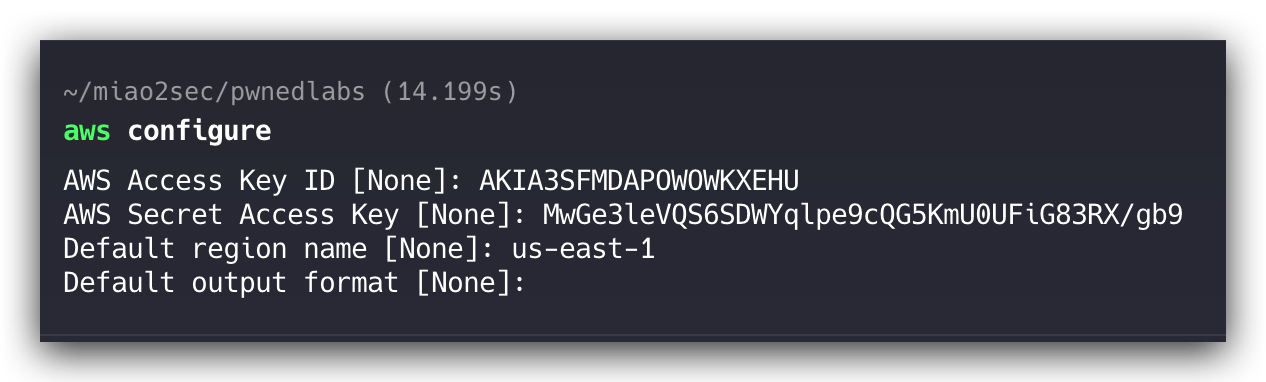 ~/miao2sec/pwnedlabs (14.199s)
aws configure
AWS Access Key ID [None]: AKIA3SFMDAPOWOWKXEHU
AWS Secret Access Key [None]: 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
Default region name [None]: us-east-1
Default output format [None]: